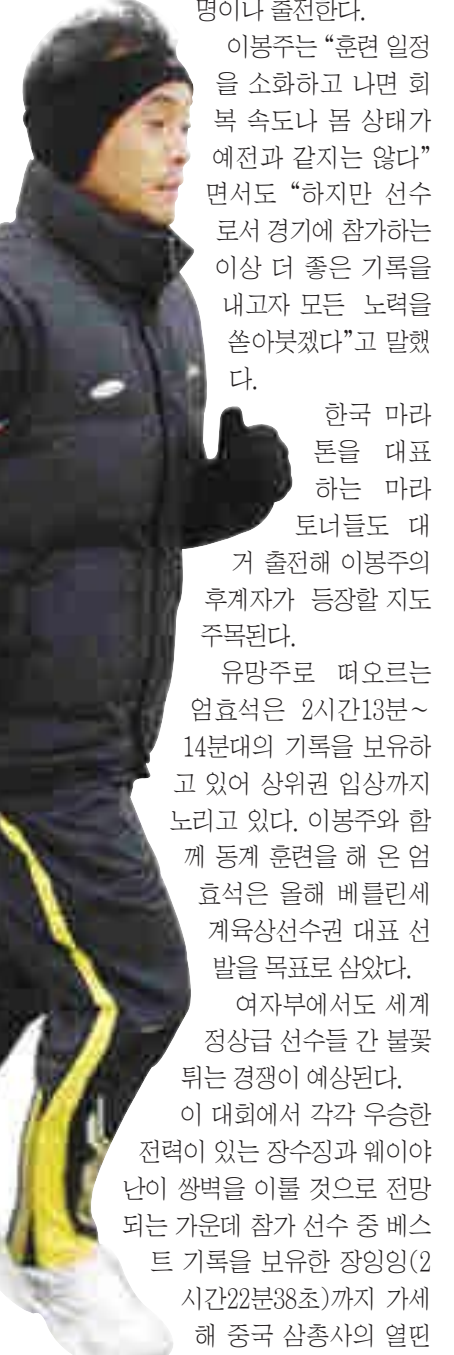 명이나 출전한다.
이봉주는 “훈련 일정
을 소화하고 나면 회
복 속도나 몸 상태가
예전과 같지는 않다”
면서도 “하지만 선수
로서 경기에 참가하는
이상 더 좋은 기록을
내고자 모든 노력을
쏟아붓겠다”고 말했
다.
한국 마라
톤을 대표
하는 마라
토너들도 대
거 출전해 이봉주의
후계자가 등장할 지도
주목된다.
유망주로 떠오르는
엄효석은 2시간13분~
14분대의 기록을 보유하
고 있어 상위권 입상까지
노리고 있다. 이봉주와 함
께 동계 훈련을 해 온 엄
효석은 올해 베를린세
계육상선수권 대표 선
발을 목표로 삼았다.
여자부에서도 세계
정상급 선수들 간 불꽃
튀는 경쟁이 예상된다.
이 대회에서 각각 우승한
전력이 있는 장수징과 웨이야
난이 쌍벽을 이룰 것으로 전망
되는 가운데 참가 선수 중 베스
트 기록을 보유한 장잉잉(2
시간22분38초)까지 가세
해 중국 삼총사의 열띤